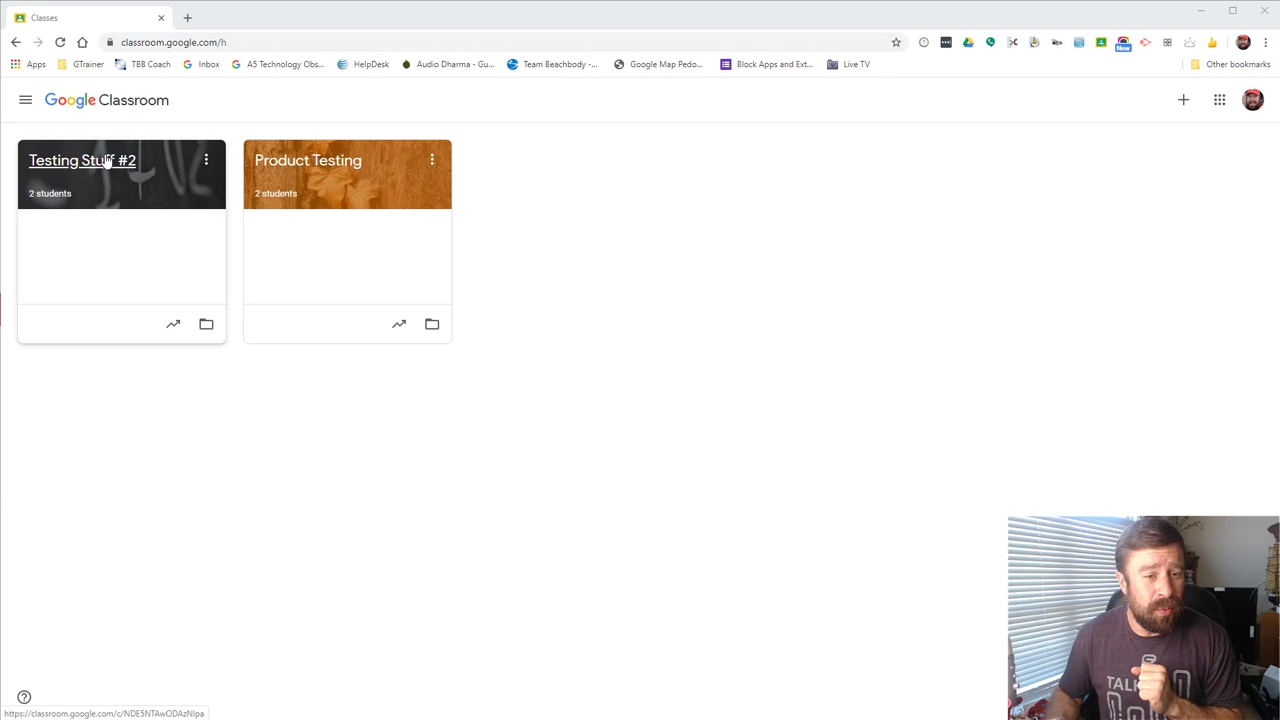 Classes
classroom.google.com/h
New
Apps GTrainer TBB Coach Inbox A5 Technology Obs... HelpDesk Audio Dharma - Gu... Team Beachbody -... Google Map Pedo... Block Apps and Ext... Live TV Other bookmarks
Google Classroom
Testing Stuff #2
2 students
Product Testing
2 students
TALK
https://classroom.google.com/c/NDE5NTAwODAzNlpa